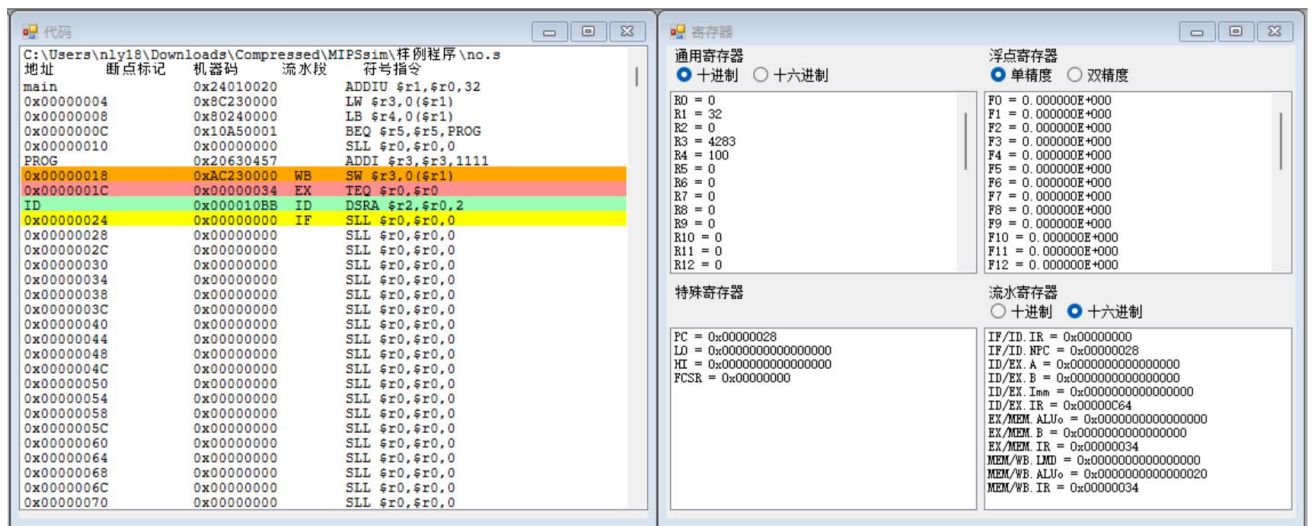 代码
C:\Users\nly18\Downloads\Compressed\MIPSsim\样例程序\no.s
地址 断点标记 机器码 流水段 符号指令
main 0x24010020 ADDIU $r1,$r0,32
0x00000004 0x8C230000 LW $r3,0($r1)
0x00000008 0x80240000 LB $r4,0($r1)
0x0000000C 0x10A50001 BEQ $r5,$r5,PROG
0x00000010 0x00000000 SLL $r0,$r0,0
PROG 0x20630457 ADDI $r3,$r3,1111
0x00000018 0xAC230000 WB SW $r3,0($r1)
0x0000001C 0x00000034 EX TEQ $r0,$r0
ID 0x000010BB ID DSRA $r2,$r0,2
0x00000024 0x00000000 IF SLL $r0,$r0,0
0x00000028 0x00000000 SLL $r0,$r0,0
0x0000002C 0x00000000 SLL $r0,$r0,0
0x00000030 0x00000000 SLL $r0,$r0,0
0x00000034 0x00000000 SLL $r0,$r0,0
0x00000038 0x00000000 SLL $r0,$r0,0
0x0000003C 0x00000000 SLL $r0,$r0,0
0x00000040 0x00000000 SLL $r0,$r0,0
0x00000044 0x00000000 SLL $r0,$r0,0
0x00000048 0x00000000 SLL $r0,$r0,0
0x0000004C 0x00000000 SLL $r0,$r0,0
0x00000050 0x00000000 SLL $r0,$r0,0
0x00000054 0x00000000 SLL $r0,$r0,0
0x00000058 0x00000000 SLL $r0,$r0,0
0x0000005C 0x00000000 SLL $r0,$r0,0
0x00000060 0x00000000 SLL $r0,$r0,0
0x00000064 0x00000000 SLL $r0,$r0,0
0x00000068 0x00000000 SLL $r0,$r0,0
0x0000006C 0x00000000 SLL $r0,$r0,0
0x00000070 0x00000000 SLL $r0,$r0,0
寄存器
通用寄存器
十进制 十六进制
R0 = 0
R1 = 32
R2 = 0
R3 = 4283
R4 = 100
R5 = 0
R6 = 0
R7 = 0
R8 = 0
R9 = 0
R10 = 0
R11 = 0
R12 = 0
浮点寄存器
单精度 双精度
F0 = 0.000000E+000
F1 = 0.000000E+000
F2 = 0.000000E+000
F3 = 0.000000E+000
F4 = 0.000000E+000
F5 = 0.000000E+000
F6 = 0.000000E+000
F7 = 0.000000E+000
F8 = 0.000000E+000
F9 = 0.000000E+000
F10 = 0.000000E+000
F11 = 0.000000E+000
F12 = 0.000000E+000
特殊寄存器
PC = 0x00000028
LO = 0x0000000000000000
HI = 0x0000000000000000
FCSR = 0x00000000
流水寄存器
十进制 十六进制
IF/ID.IR = 0x00000000
IF/ID.NPC = 0x00000028
ID/EX.A = 0x0000000000000000
ID/EX.B = 0x0000000000000000
ID/EX.Imm = 0x0000000000000000
ID/EX.IR = 0x00000C64
EX/MEM.ALUo = 0x0000000000000000
EX/MEM.B = 0x0000000000000000
EX/MEM.IR = 0x00000034
MEM/WB.LMD = 0x0000000000000000
MEM/WB.ALUo = 0x0000000000000020
MEM/WB.IR = 0x00000034